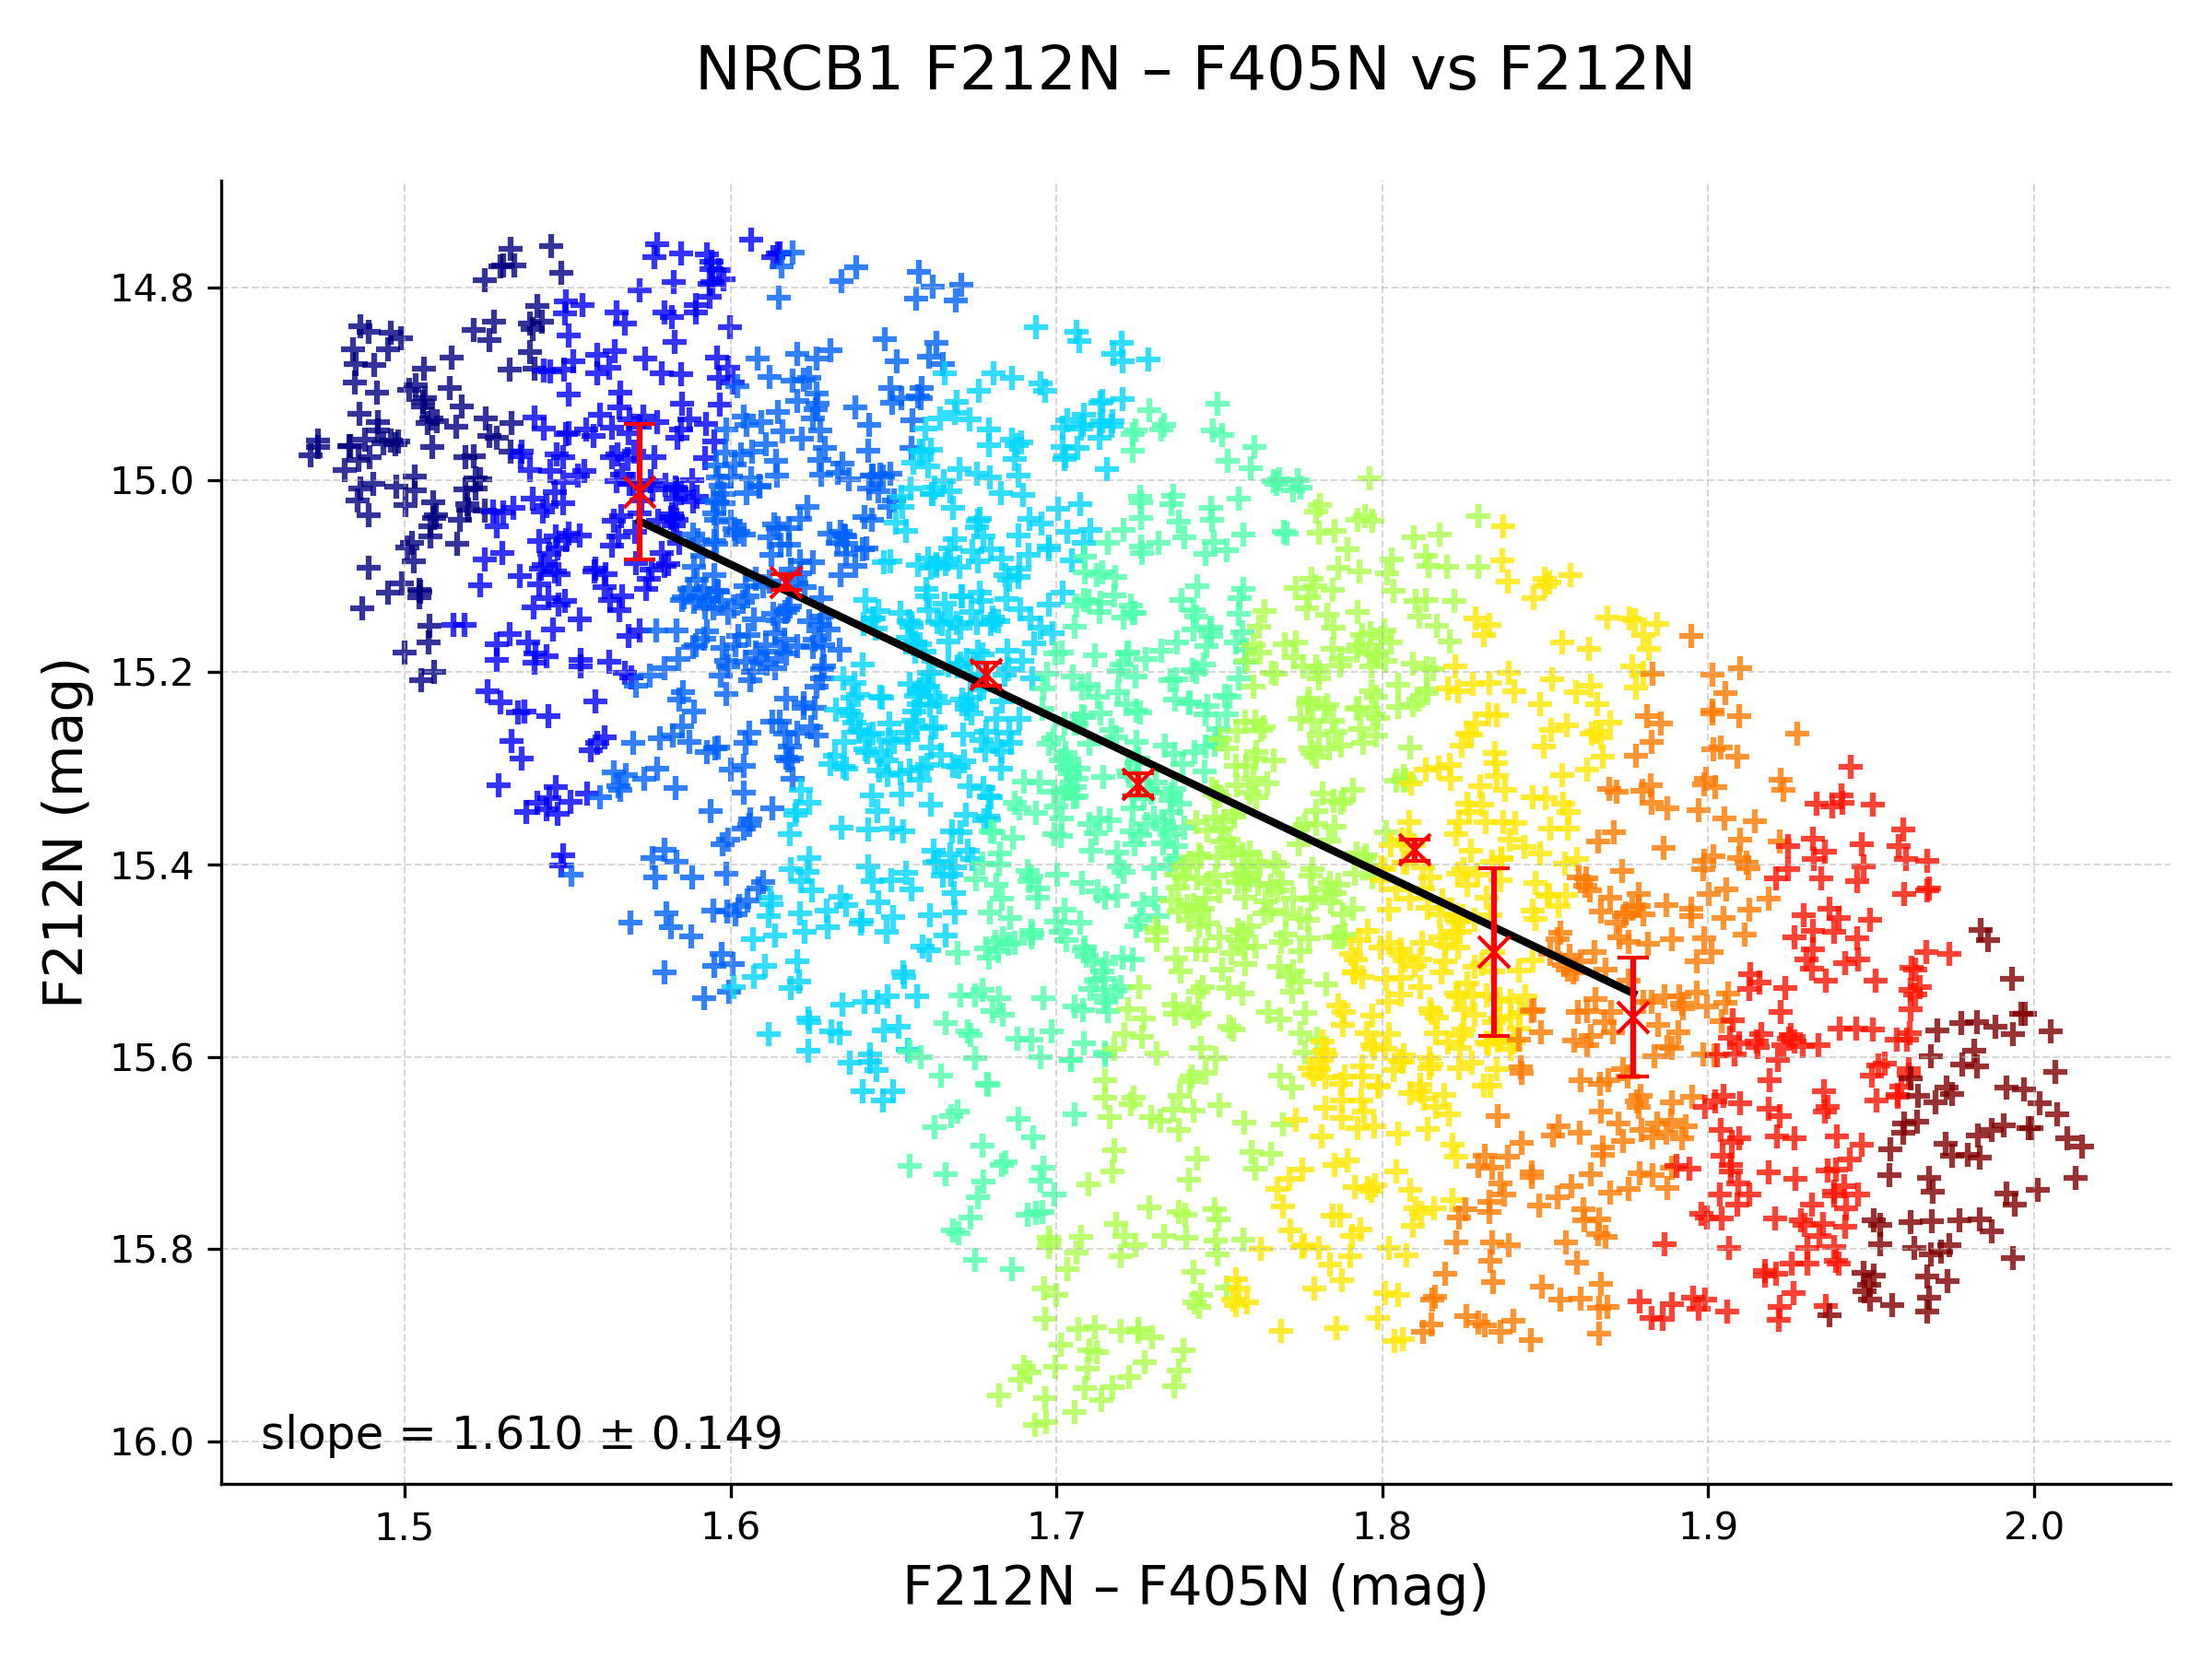 NRCB1 F212N – F405N vs F212N
F212N (mag)
14.8
15.0
15.2
15.4
15.6
15.8
16.0
slope = 1.610 ± 0.149
1.5 1.6 1.7 1.8 1.9 2.0
F212N – F405N (mag)